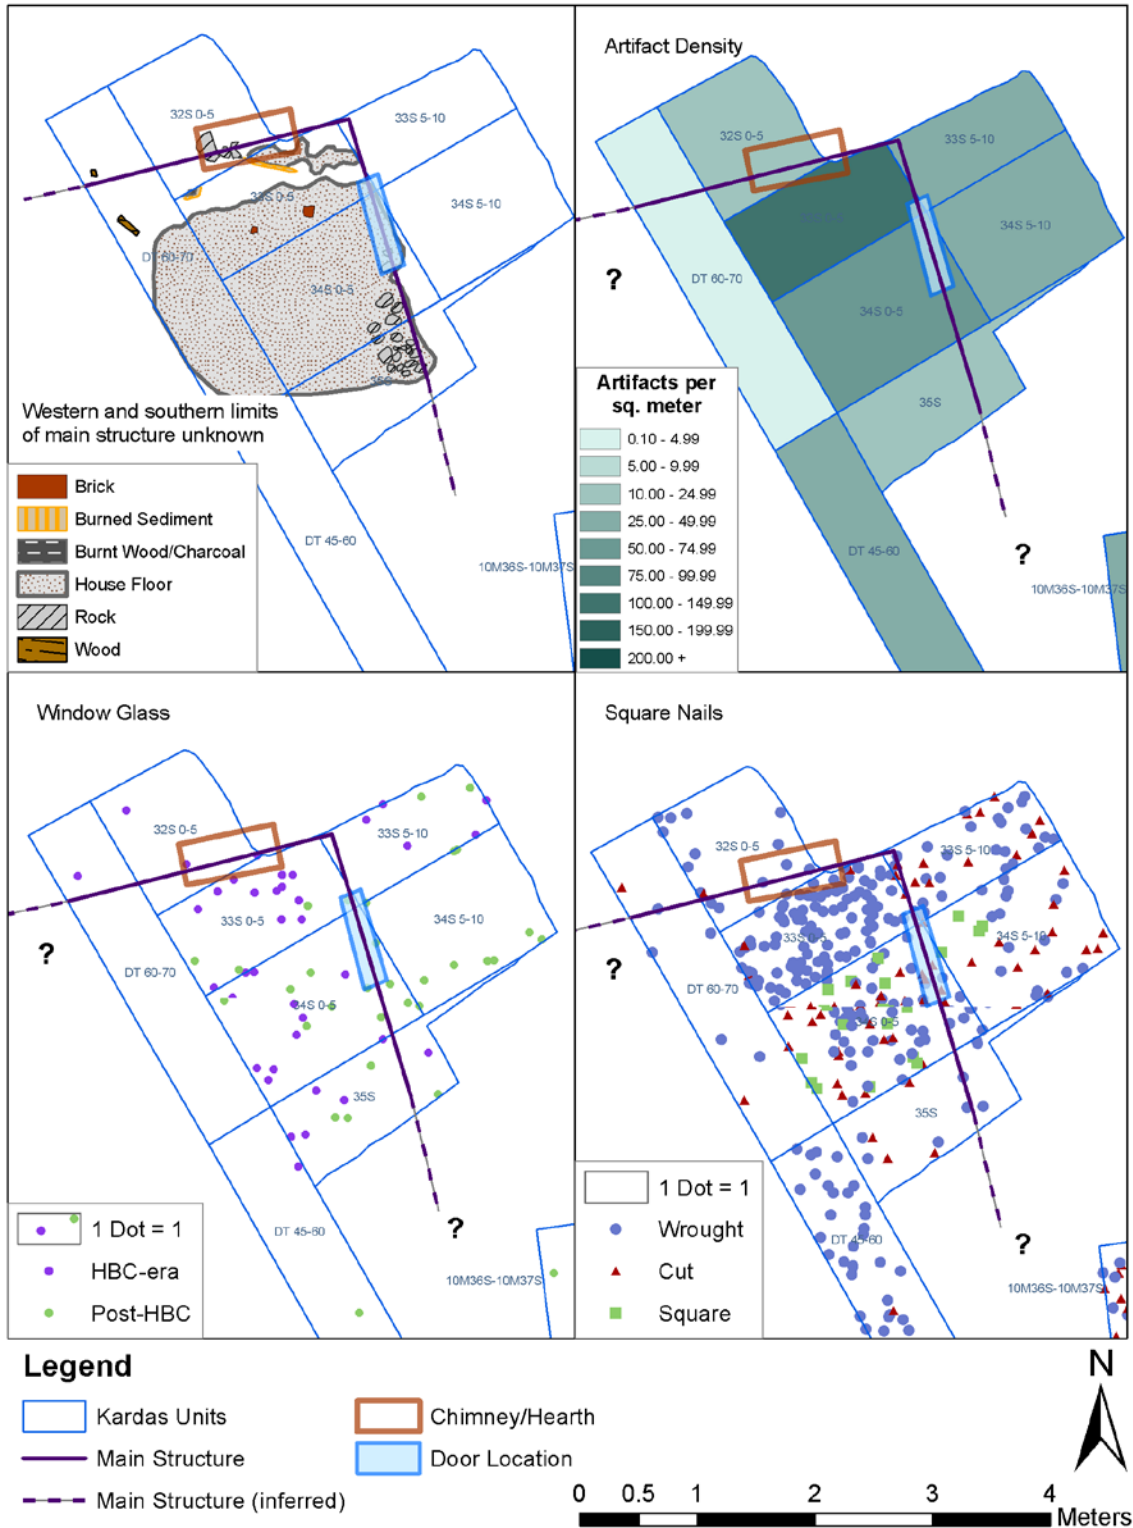 32S 0-5
33S 5-10
33S 0-5
34S 5-10
DT 60-70
34S 0-5
35S
Western and southern limits
of main structure unknown
Brick
Burned Sediment
Burnt Wood/Charcoal
House Floor
Rock
Wood
DT 45-60
10M36S-10M37S
Artifact Density
32S 0-5
33S 5-10
33S 0-5
34S 5-10
?
DT 60-70
34S 0-5
35S
Artifacts per
sq. meter
0.10 - 4.99
5.00 - 9.99
10.00 - 24.99
25.00 - 49.99
50.00 - 74.99
75.00 - 99.99
100.00 - 149.99
150.00 - 199.99
200.00 +
DT 45-60
?
10M36S-10M37S
Window Glass
32S 0-5
33S 5-10
33S 0-5
34S 5-10
?
DT 60-70
34S 0-5
35S
1 Dot = 1
HBC-era
Post-HBC
DT 45-60
?
10M36S-10M37S
Square Nails
32S 0-5
33S 5-10
33S 0-5
34S 5-10
?
DT 60-70
34S 0-5
35S
1 Dot = 1
Wrought
Cut
Square
DT 45-60
?
10M36S-10M37S
Legend
Kardas Units
Main Structure
Main Structure (inferred)
Chimney/Hearth
Door Location
N
0 0.5 1 2 3 4
Meters